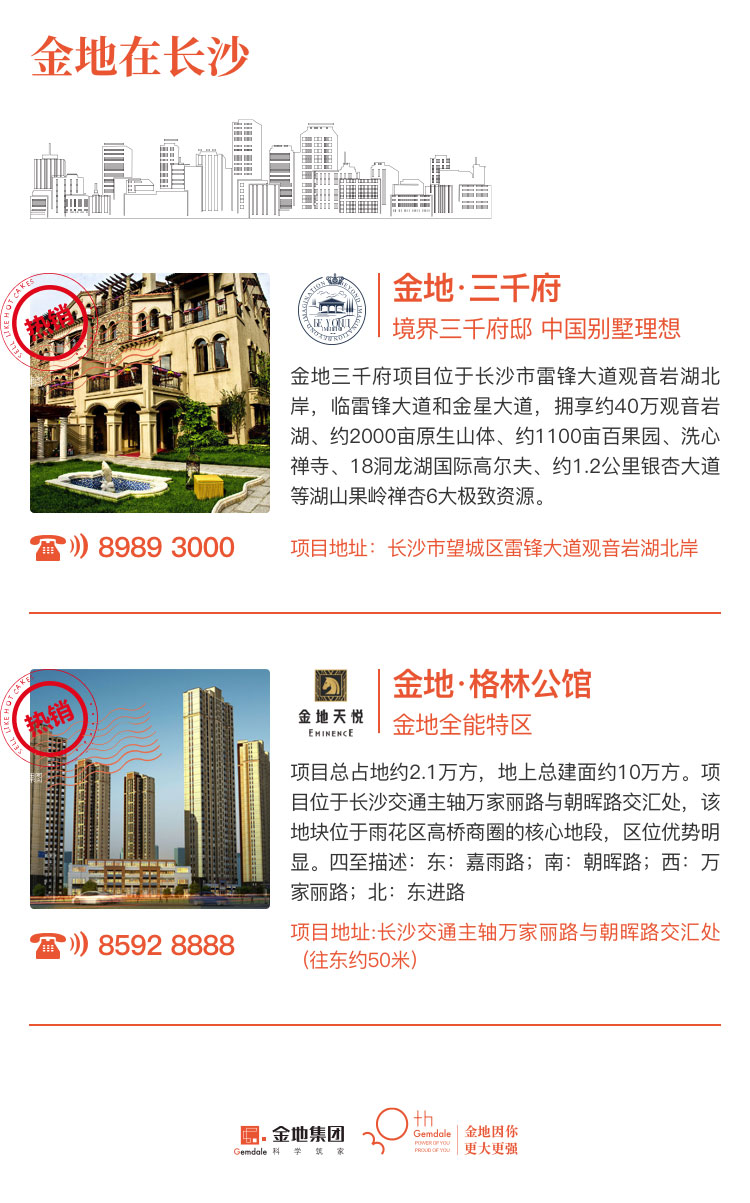 金地在长沙
SELL LIKE HOT CAKES
热销
BEYOND IMAGINATION
金地·三千府
境界三千府邸 中国别墅理想
金地三千府项目位于长沙市雷锋大道观音岩湖北
岸，临雷锋大道和金星大道，拥享约40万观音岩
湖、约2000亩原生山体、约1100亩百果园、洗心
禅寺、18洞龙湖国际高尔夫、约1.2公里银杏大道
等湖山果岭禅杏6大极致资源。
8989 3000
项目地址：长沙市望城区雷锋大道观音岩湖北岸
SELL LIKE HOT CAKES
热销
金地天悦
EMINENCE
金地·格林公馆
金地全能特区
项目总占地约2.1万方，地上总建面约10万方。项
目位于长沙交通主轴万家丽路与朝晖路交汇处，该
地块位于雨花区高桥商圈的核心地段，区位优势明
显。四至描述：东：嘉雨路；南：朝晖路；西：万
家丽路；北：东进路
8592 8888
项目地址:长沙交通主轴万家丽路与朝晖路交汇处
（往东约50米）
Gemdale
金地集团
科学筑家
30th
Gemdale
POWER OF YOU
PROUD OF YOU
金地因你
更大更强